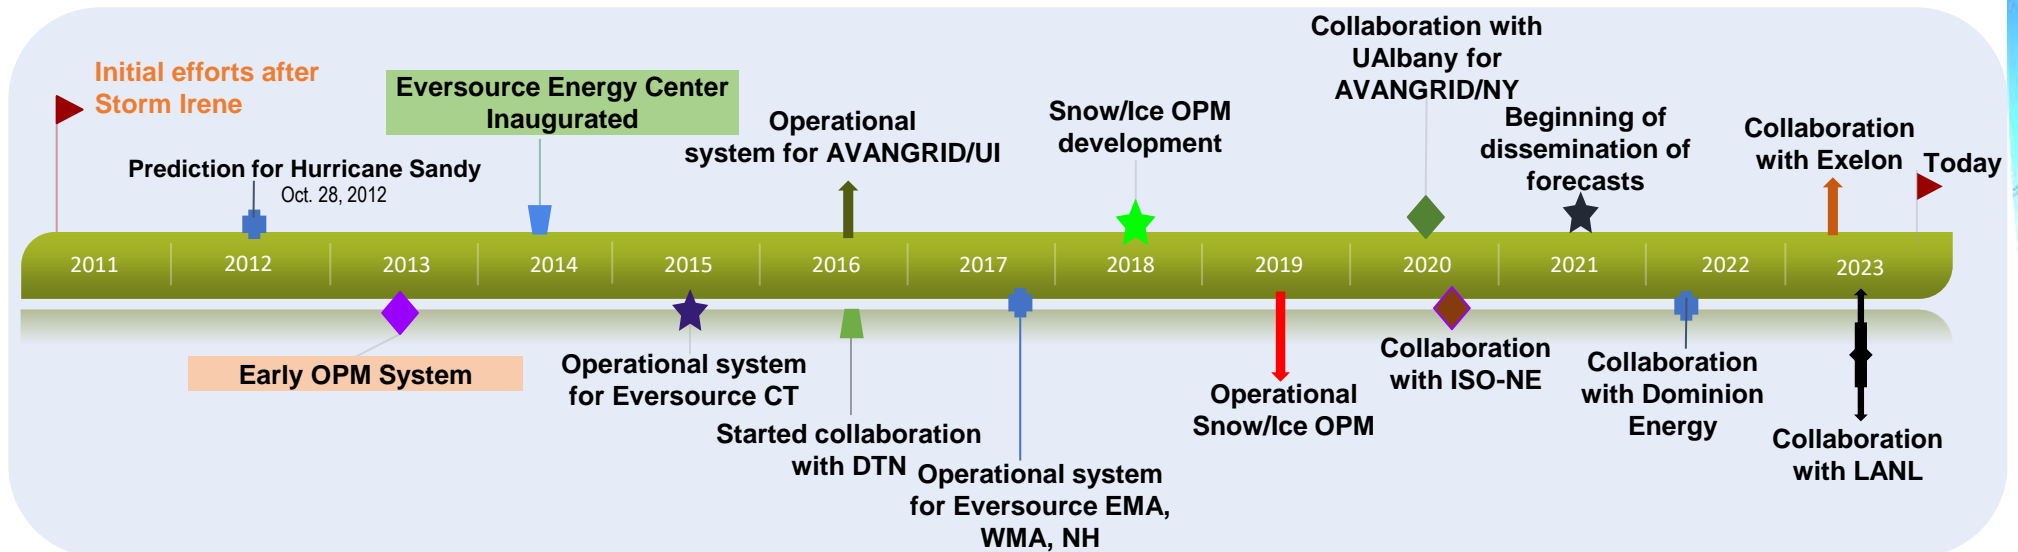 Initial efforts after
Storm Irene
Prediction for Hurricane Sandy
Oct. 28, 2012
Eversource Energy Center
Inaugurated
Operational
system for AVANGRID/UI
Snow/Ice OPM
development
Collaboration with
UAlbany for
AVANGRID/NY
Beginning of
dissemination of
forecasts
Collaboration
with Exelon
Today
2011
2012
2013
2014
2015
2016
2017
2018
2019
2020
2021
2022
2023
Early OPM System
Operational system
for Eversource CT
Started collaboration
with DTN
Operational system
for Eversource EMA,
WMA, NH
Operational
Snow/Ice OPM
Collaboration
with ISO-NE
Collaboration
with Dominion
Energy
Collaboration
with LANL